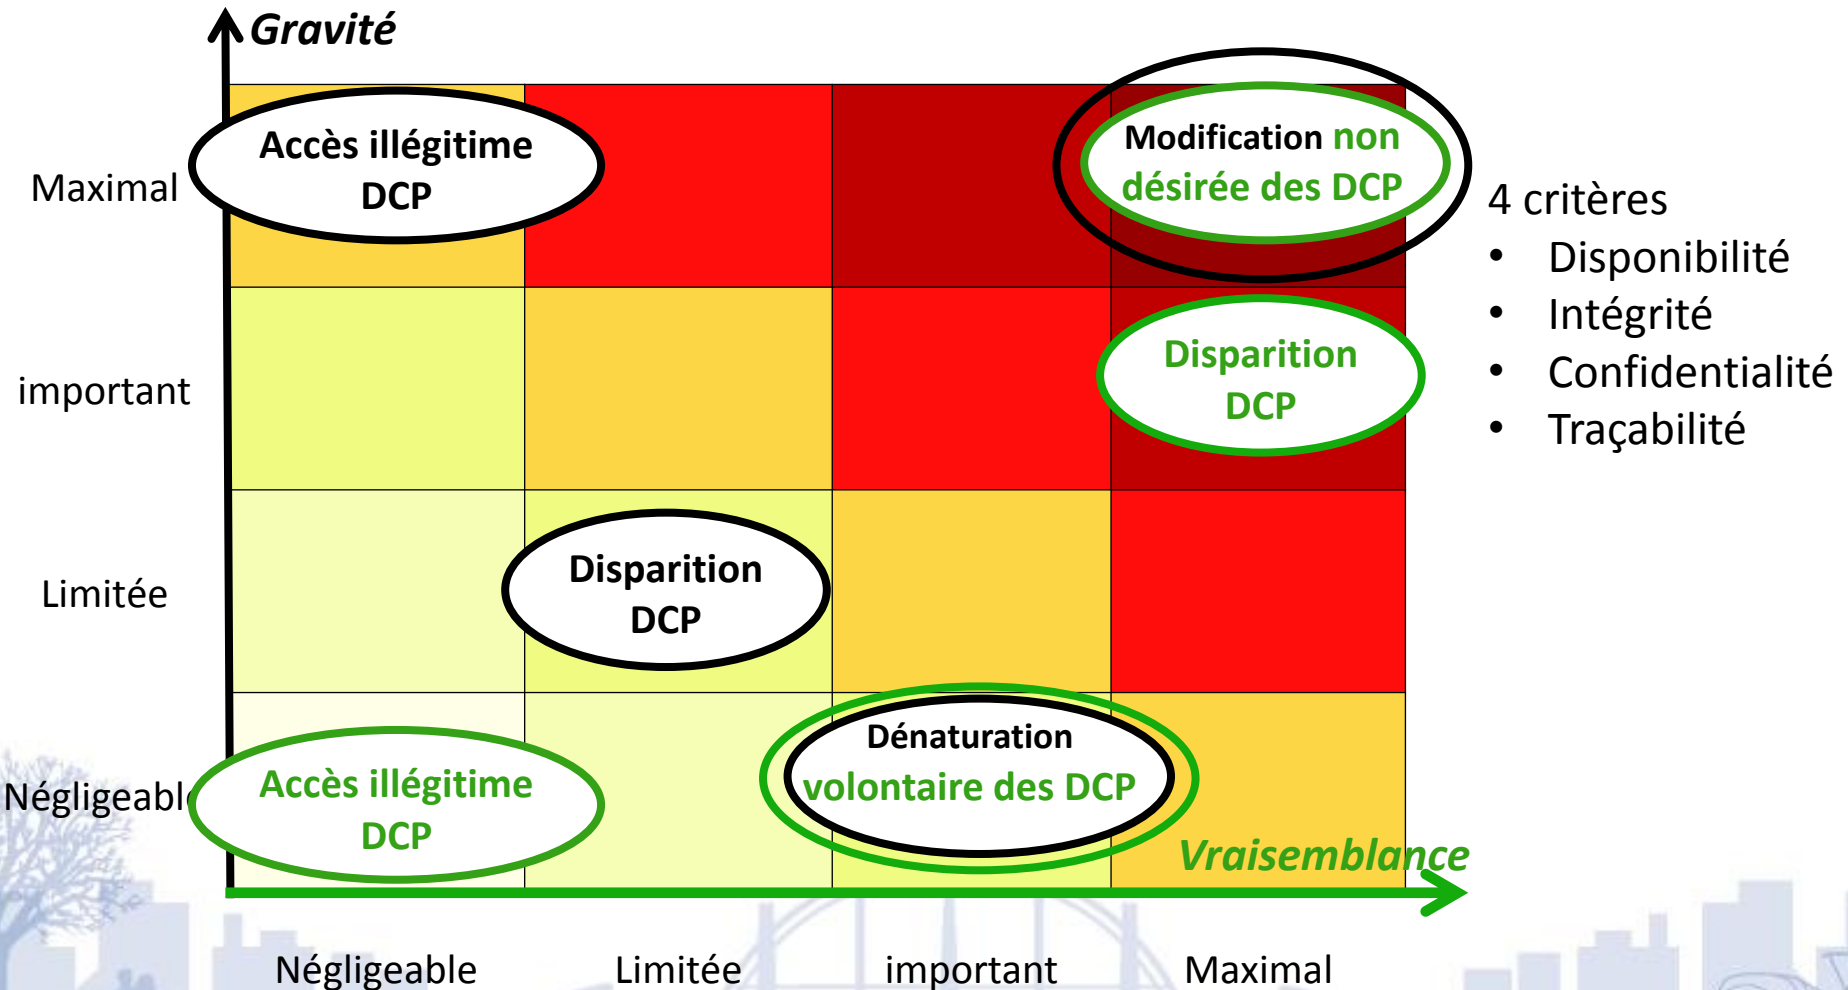 Gravité
Maximal
Accès illégitime
DCP
Modification non
désirée des DCP
4 critères
• Disponibilité
• Intégrité
• Confidentialité
• Traçabilité
important
Disparition
DCP
Limitée
Disparition
DCP
Négligeable
Accès illégitime
DCP
Dénaturation
volontaire des DCP
Vraisemblance
Négligeable
Limitée
important
Maximal